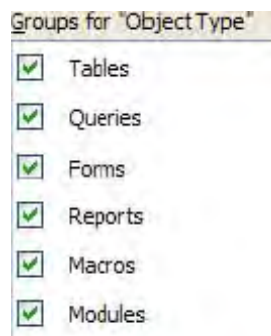 Groups for "Object Type"
Tables
Queries
Forms
Reports
Macros
Modules